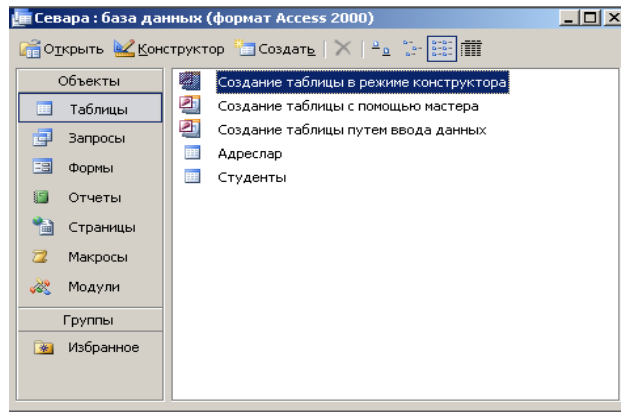 Севара : база данных (формат Access 2000)
Открыть Конструктор Создать
Объекты
Таблицы
Запросы
Формы
Отчеты
Страницы
Макросы
Модули
Группы
Избранное
Создание таблицы в режиме конструктора
Создание таблицы с помощью мастера
Создание таблицы путем ввода данных
Адреслар
Студенты